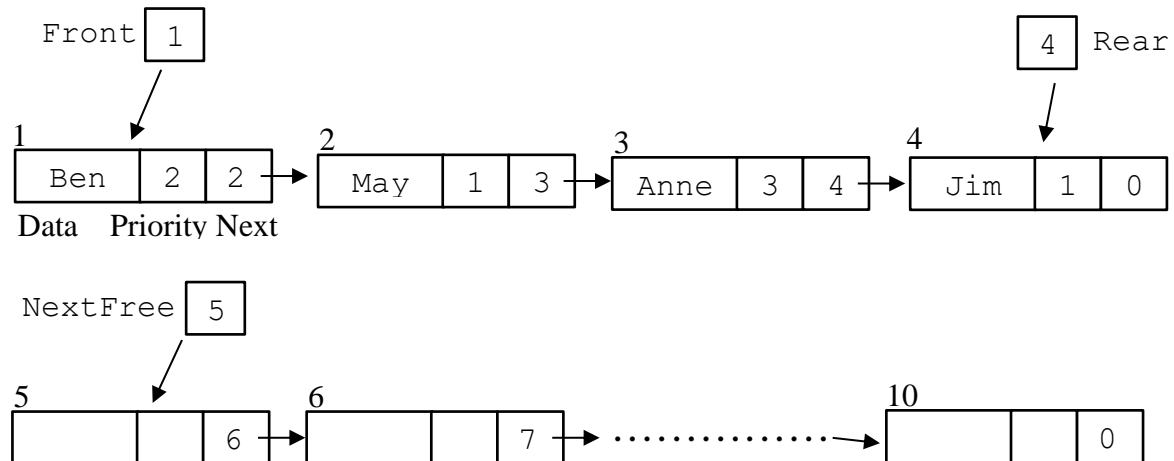 Front 1 4 Rear
1 2 3 4
Ben 2 2 May 1 3 Anne 3 4 Jim 1 0
Data Priority Next
NextFree 5
5 6 10
6 7 0